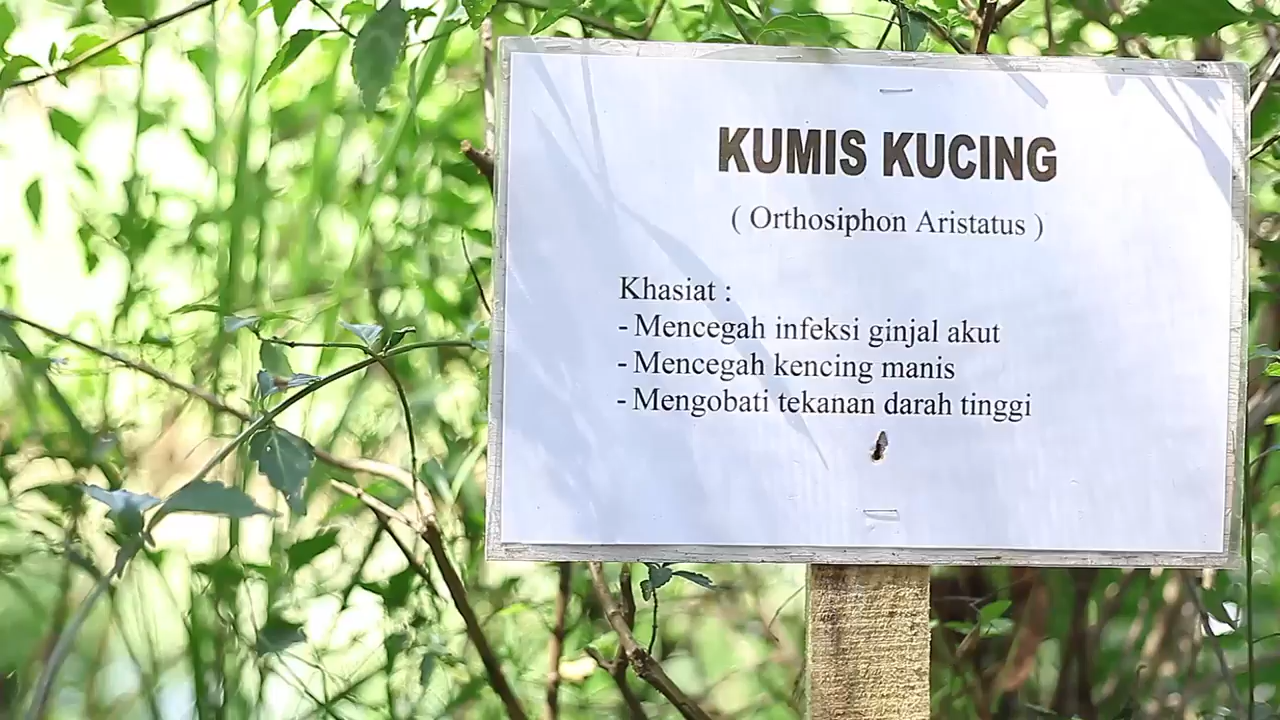 KUMIS KUCING
( Orthosiphon Aristatus )
Khasiat :
- Mencegah infeksi ginjal akut
- Mencegah kencing manis
- Mengobati tekanan darah tinggi